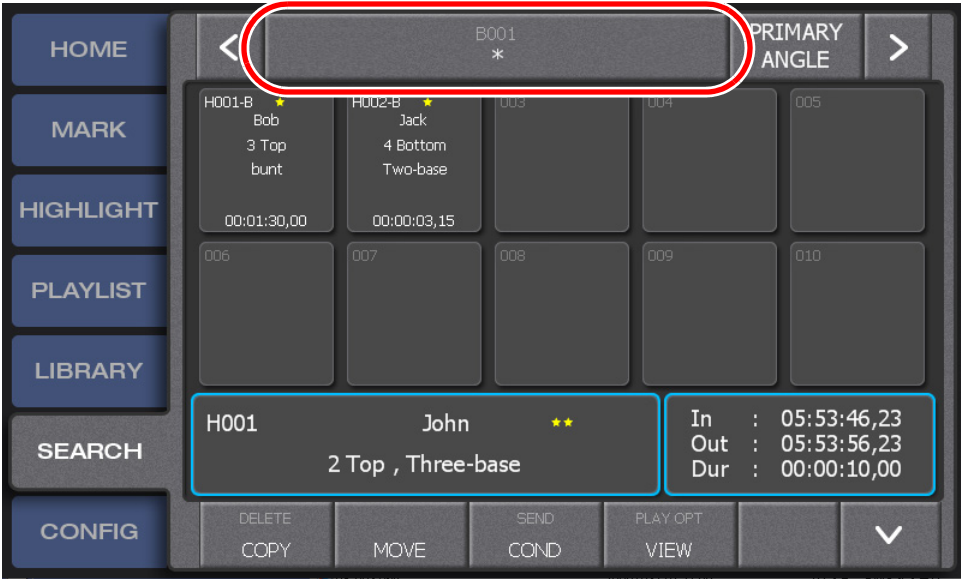 HOME
MARK
HIGHLIGHT
PLAYLIST
LIBRARY
SEARCH
CONFIG
<
B001
*
PRIMARY
ANGLE
>
H001-B ★
Bob
3 Top
bunt
00:01:30,00
H002-B ★
Jack
4 Bottom
Two-base
00:00:03,15
003
004
005
006
007
008
009
010
H001 John ★★
2 Top , Three-base
In : 05:53:46,23
Out : 05:53:56,23
Dur : 00:00:10,00
DELETE
COPY
MOVE
SEND
COND
PLAY OPT
VIEW